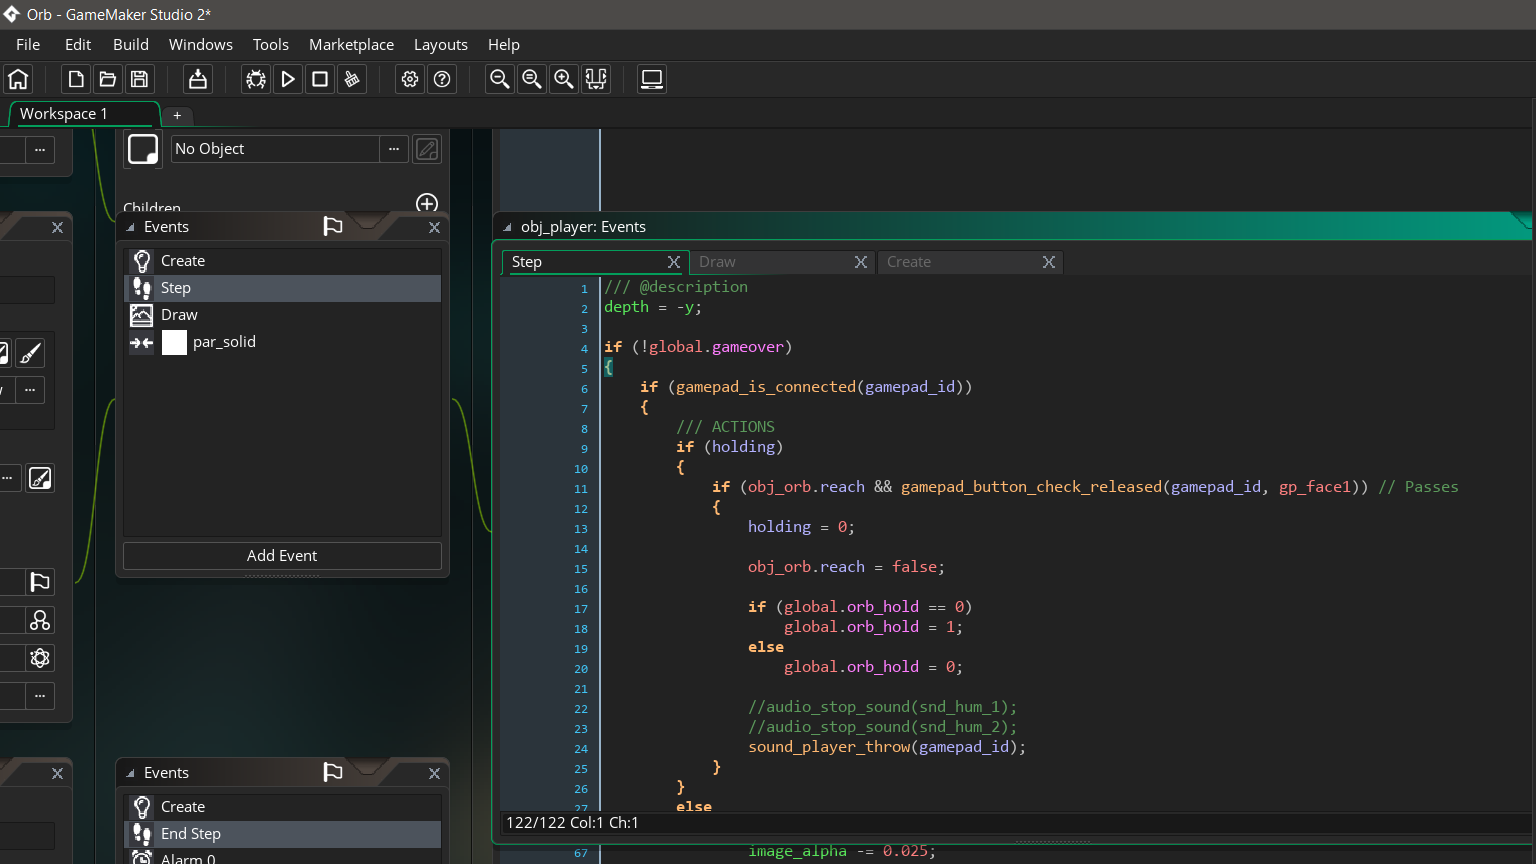 Orb - GameMaker Studio 2*
File Edit Build Windows Tools Marketplace Layouts Help
Workspace 1 +
No Object ...
Children
Events
Create
Step
Draw
par_solid
Add Event
Events
Create
End Step
Alarm 0
obj_player: Events
Step X Draw X Create X
1 /// @description
2 depth = -y;
3
4 if (!global.gameover)
5 {
6 if (gamepad_is_connected(gamepad_id))
7 {
8 /// ACTIONS
9 if (holding)
10 {
11 if (obj_orb.reach && gamepad_button_check_released(gamepad_id, gp_face1)) // Passes
12 {
13 holding = 0;
14
15 obj_orb.reach = false;
16
17 if (global.orb_hold == 0)
18 global.orb_hold = 1;
19 else
20 global.orb_hold = 0;
21
22 //audio_stop_sound(snd_hum_1);
23 //audio_stop_sound(snd_hum_2);
24 sound_player_throw(gamepad_id);
25 }
26 }
27 else
122/122 Col:1 Ch:1
67 image_alpha -= 0.025;